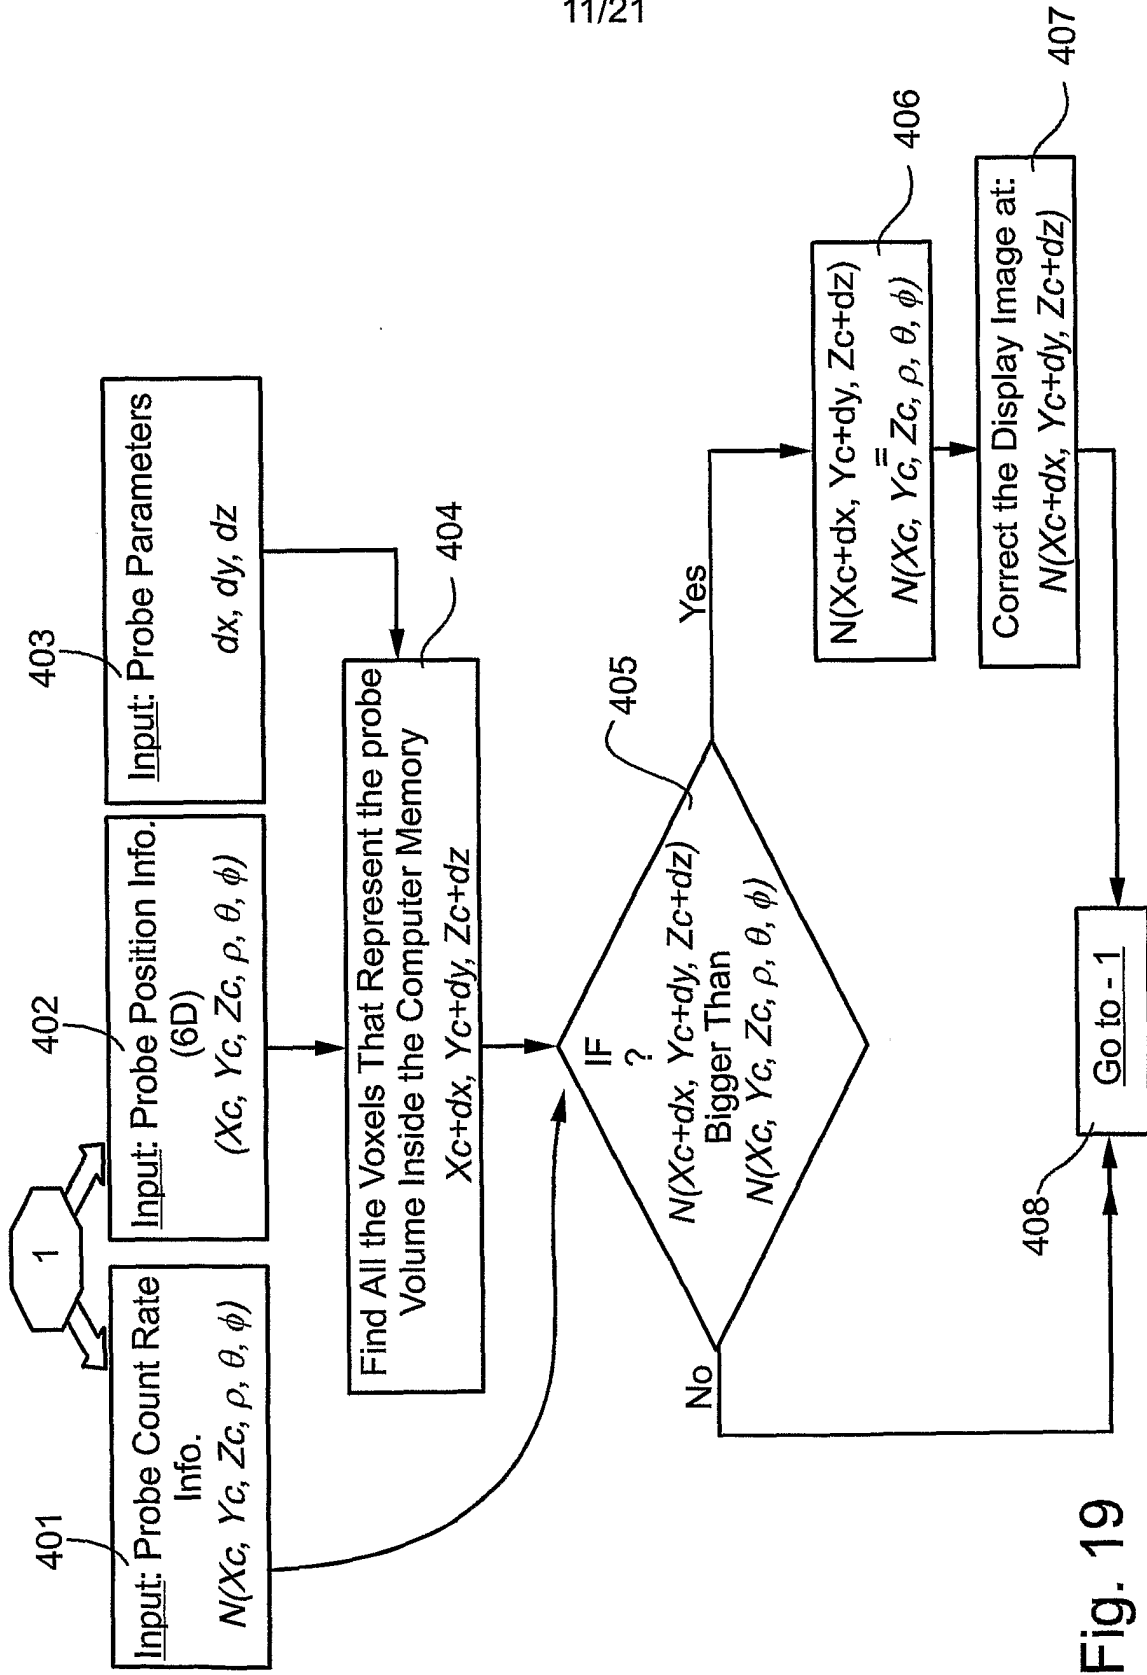 11/21
1
401
Input: Probe Count Rate
Info.
N(Xc, Yc, Zc, ρ, θ, ϕ)
402
Input: Probe Position Info.
(6D)
(Xc, Yc, Zc, ρ, θ, ϕ)
403
Input: Probe Parameters
dx, dy, dz
404
Find All the Voxels That Represent the probe
Volume Inside the Computer Memory
Xc+dx, Yc+dy, Zc+dz
405
IF
?
N(Xc+dx, Yc+dy, Zc+dz)
Bigger Than
N(Xc, Yc, Zc, ρ, θ, ϕ)
No
Yes
406
N(Xc+dx, Yc+dy, Zc+dz)
=
N(Xc, Yc, Zc, ρ, θ, ϕ)
407
Correct the Display Image at:
N(Xc+dx, Yc+dy, Zc+dz)
408
Go to - 1
Fig. 19